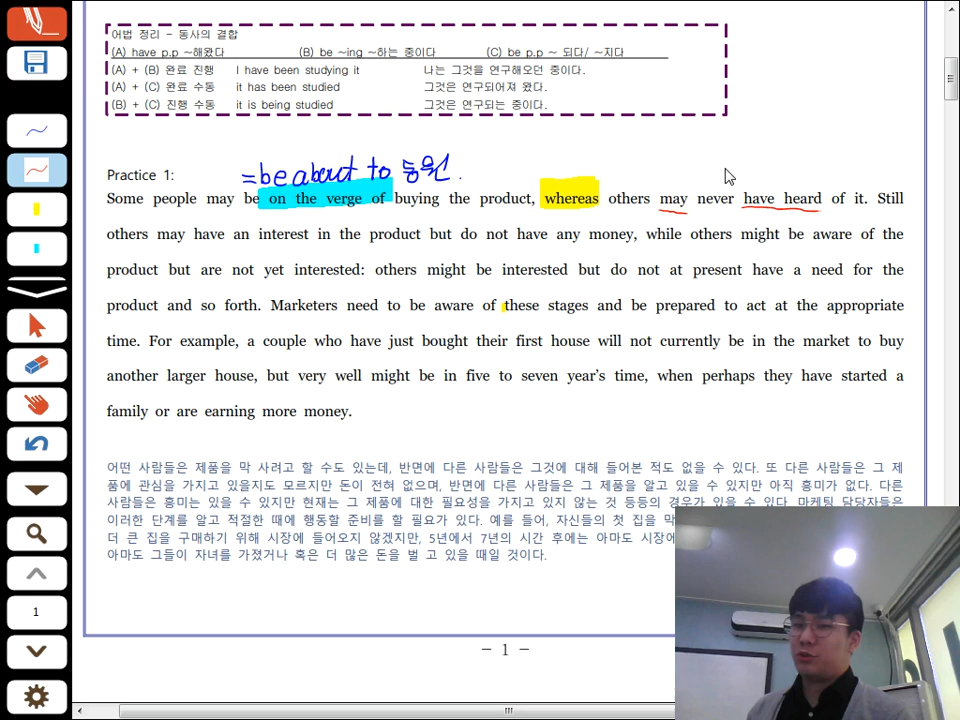 어법 정리 - 동사의 결합
(A) have p.p ~해왔다 (B) be ~ing ~하는 중이다 (C) be p.p ~ 되다/ ~지다
(A) + (B) 완료 진행 I have been studying it 나는 그것을 연구해오던 중이다.
(A) + (C) 완료 수동 it has been studied 그것은 연구되어져 왔다.
(B) + (C) 진행 수동 it is being studied 그것은 연구되는 중이다.
=be about to 동원.
Practice 1:
Some people may be on the verge of buying the product, whereas others may never have heard of it. Still
others may have an interest in the product but do not have any money, while others might be aware of the
product but are not yet interested: others might be interested but do not at present have a need for the
product and so forth. Marketers need to be aware of these stages and be prepared to act at the appropriate
time. For example, a couple who have just bought their first house will not currently be in the market to buy
another larger house, but very well might be in five to seven year's time, when perhaps they have started a
family or are earning more money.
어떤 사람들은 제품을 막 사려고 할 수도 있는데, 반면에 다른 사람들은 그것에 대해 들어본 적도 없을 수 있다. 또 다른 사람들은 그 제
품에 관심을 가지고 있을지도 모르지만 돈이 전혀 없으며, 반면에 다른 사람들은 그 제품을 알고 있을 수 있지만 아직 흥미가 없다. 다른
사람들은 흥미는 있을 수 있지만 현재는 그 제품에 대한 필요성을 가지고 있지 않는 것 등등의 경우가 있을 수 있다. 마케팅 담당자들은
이러한 단계를 알고 적절한 때에 행동할 준비를 할 필요가 있다. 예를 들어, 자신들의 첫 집을 막
더 큰 집을 구매하기 위해 시장에 들어오지 않겠지만, 5년에서 7년의 시간 후에는 아마도 시장에
아마도 그들이 자녀를 가졌거나 혹은 더 많은 돈을 벌 고 있을 때일 것이다.
- 1 -
1